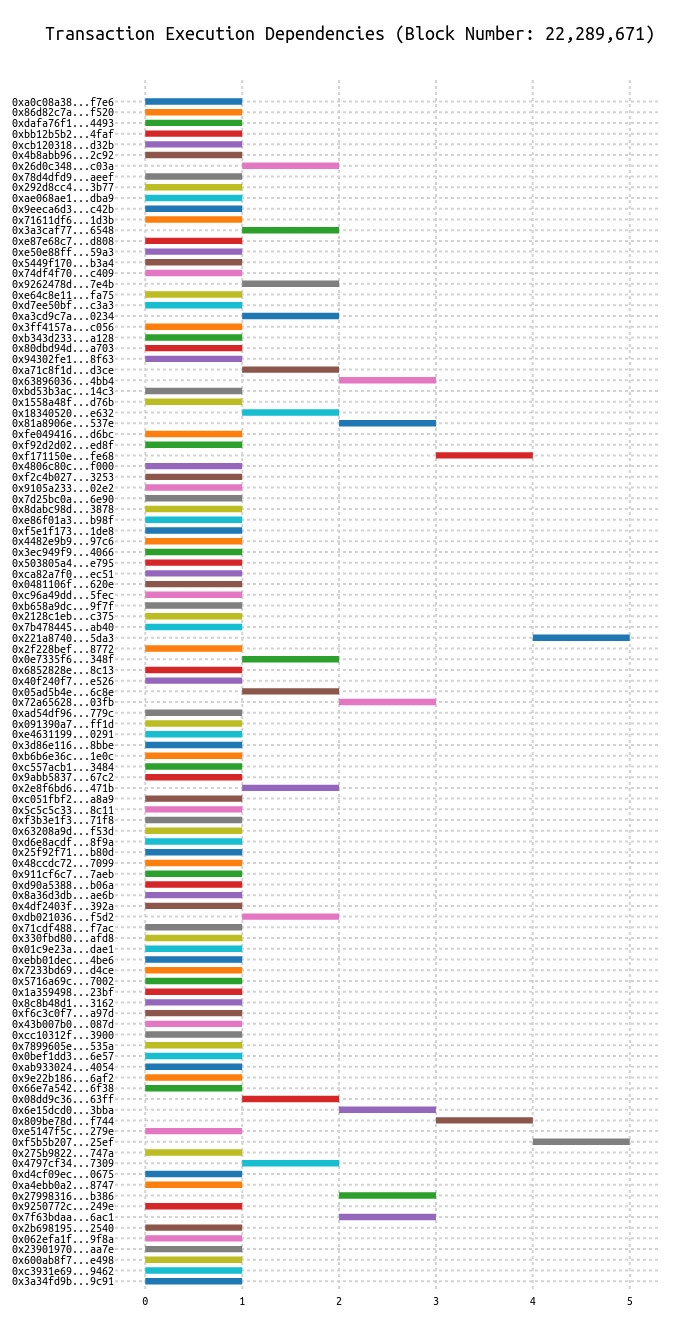 Transaction Execution Dependencies (Block Number: 22,289,671)
0xa0c08a38...f7e6
0x86d82c7a...f520
0xdafa76f1...4493
0xbb12b5b2...4faf
0xcb120318...d32b
0x4b8abb96...2c92
0x26d0c348...c03a
0x78d4dfd9...aeef
0x292d8cc4...3b77
0xae068ae1...dba9
0x9eeca6d3...c42b
0x71611df6...1d3b
0x3a3caf77...6548
0xe87e68c7...d808
0xe50e88ff...59a3
0x5449f170...b3a4
0x74df4f70...c409
0x9262478d...7e4b
0xe64c8e11...fa75
0xd7ee50bf...c3a3
0xa3cd9c7a...0234
0x3ff4157a...c056
0xb343d233...a128
0x80dbd94d...a703
0x94302fe1...8f63
0xa71c8f1d...d3ce
0x63896036...4bb4
0xbd53b3ac...14c3
0x1558a48f...d76b
0x18340520...e632
0x81a8906e...537e
0xfe049416...d6bc
0xf92d2d02...ed8f
0xf171150e...fe68
0x4806c80c...f000
0xf2c4b027...3253
0x9105a233...02e2
0x7d25bc0a...6e90
0x8dabc98d...3878
0xe86f01a3...b98f
0xf5e1f173...1de8
0x4482e9b9...97c6
0x3ec949f9...4066
0x503805a4...e795
0xca82a7f0...ec51
0x0481106f...620e
0xc96a49dd...5fec
0xb658a9dc...9f7f
0x2128c1eb...c375
0x7b478445...ab40
0x221a8740...5da3
0x2f228bef...8772
0x0e7335f6...348f
0x6852828e...8c13
0x40f240f7...e526
0x05ad5b4e...6c8e
0x72a65628...03fb
0xad54df96...779c
0x091390a7...ff1d
0xe4631199...0291
0x3d86e116...8bbe
0xb6b6e36c...1e0c
0xc557acb1...3484
0x9abb5837...67c2
0x2e8f6bd6...471b
0xc051fbf2...a8a9
0x5c5c5c33...8c11
0xf3b3e1f3...71f8
0x63208a9d...f53d
0xd6e8acdf...8f9a
0x25f92f71...b80d
0x48ccdc72...7099
0x911cf6c7...7aeb
0xd90a5388...b06a
0x8a36d3db...ae6b
0x4df2403f...392a
0xdb021036...f5d2
0x71cdf488...f7ac
0x330fbd80...afd8
0x01c9e23a...dae1
0xebb01dec...4be6
0x7233bd69...d4ce
0x5716a69c...7002
0x1a359498...23bf
0x8c8b48d1...3162
0xf6c3c0f7...a97d
0x43b007b0...087d
0xcc10312f...3900
0x7899605e...535a
0x0bef1dd3...6e57
0xab933024...4054
0x9e22b186...6af2
0x66e7a542...6f38
0x08dd9c36...63ff
0x6e15dcd0...3bba
0x809be78d...f744
0xe5147f5c...279e
0xf5b5b207...25ef
0x275b9822...747a
0x4797cf34...7309
0xd4cf09ec...0675
0xa4ebb0a2...8747
0x27998316...b386
0x9250772c...249e
0x7f63bdaa...6ac1
0x2b698195...2540
0x062efa1f...9f8a
0x23901970...aa7e
0x600ab8f7...e498
0xc3931e69...9462
0x3a34fd9b...9c91
0 1 2 3 4 5